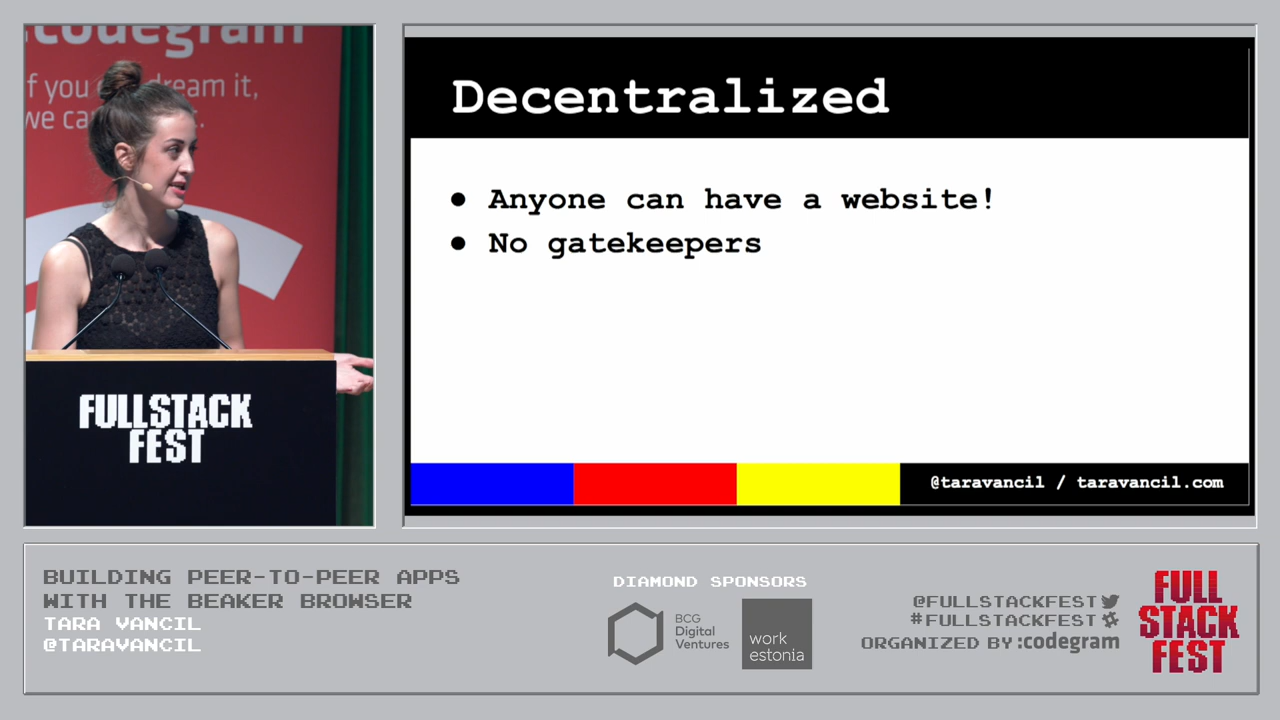 :codegram
f you dream it,
we ca
FULLSTACK
FEST
Decentralized
● Anyone can have a website!
● No gatekeepers
@taravancil / taravancil.com
BUILDING PEER-TO-PEER APPS
WITH THE BEAKER BROWSER
TARA VANCIL
@TARAVANCIL
DIAMOND SPONSORS
BCG
Digital
Ventures
work
estonia
@FULLSTACKFEST
#FULLSTACKFEST
ORGANIZED BY :codegram
FULL
STACK
FEST